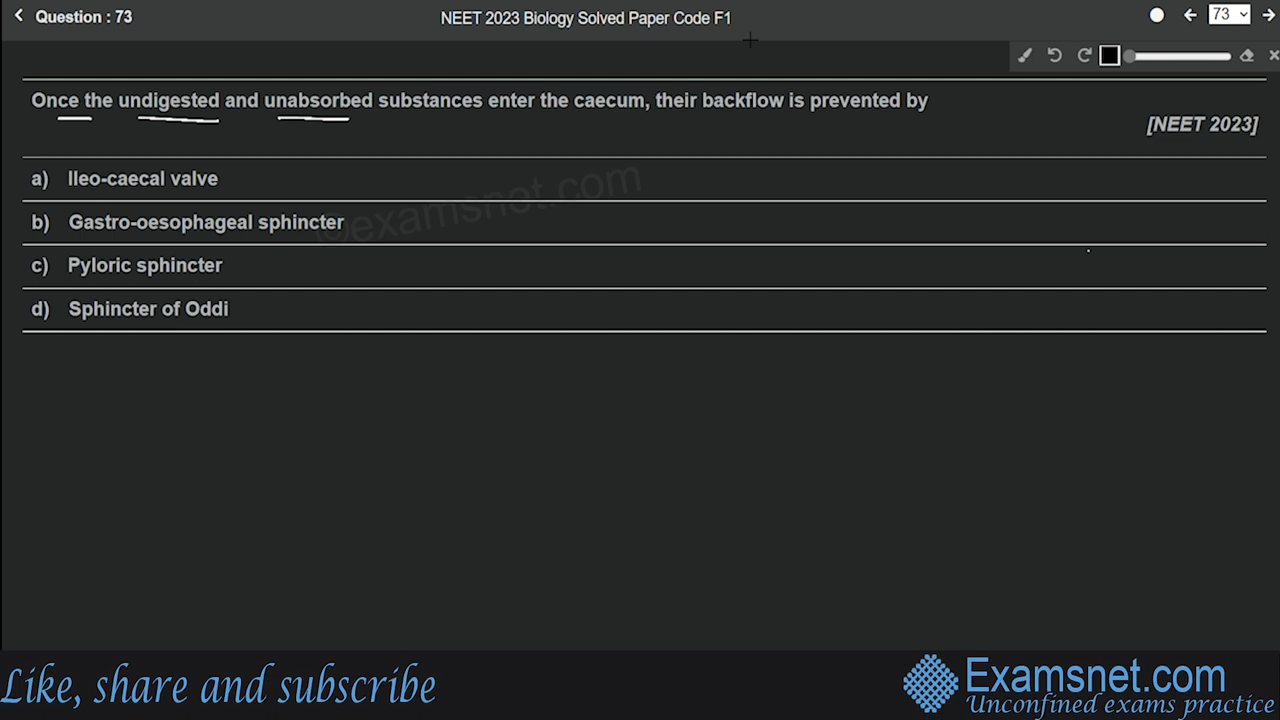 Question : 73
NEET 2023 Biology Solved Paper Code F1
73
Once the undigested and unabsorbed substances enter the caecum, their backflow is prevented by
[NEET 2023]
a) Ileo-caecal valve
b) Gastro-oesophageal sphincter
c) Pyloric sphincter
d) Sphincter of Oddi
©examsnet.com
Like, share and subscribe
Examsnet.com
Unconfined exams practice